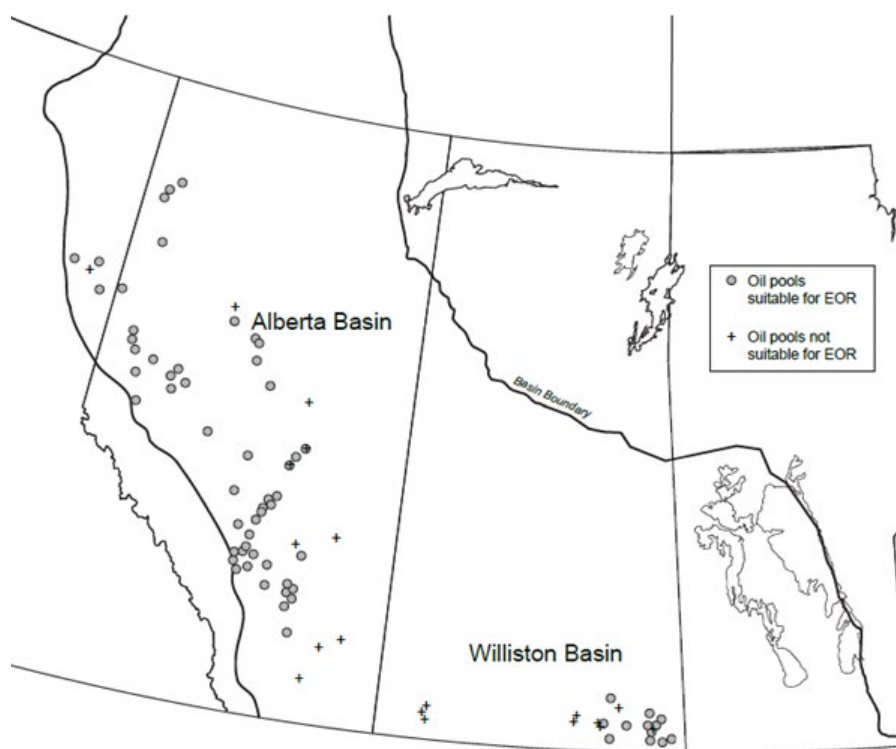 Oil pools
suitable for EOR
Alberta Basin
Oil pools not
suitable for EOR
Basin Boundary
Williston Basin